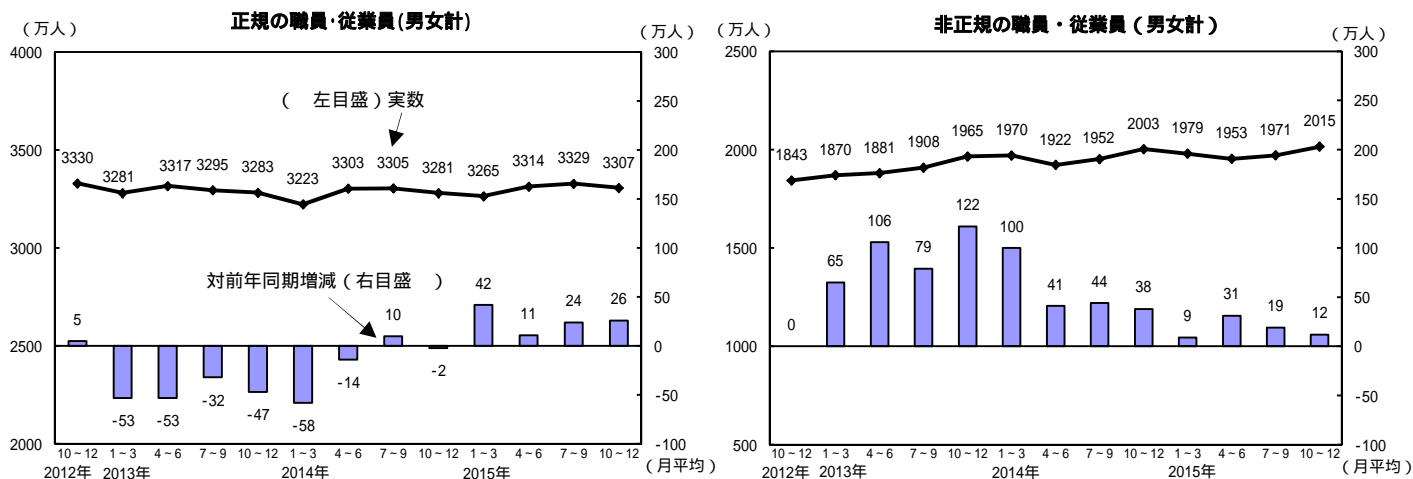 正規の職員･従業員(男女計)
（万人）
（万人）
4000
3500
3000
2500
2000
300
250
200
150
100
50
0
-50
-100
（　左目盛）実数
3330 3281 3317 3295 3283 3223 3303 3305 3281 3265 3314 3329 3307
対前年同期増減（右目盛　）
5 -53 -53 -32 -47 -58 -14 10 -2 42 11 24 26
10～12 1～3 4～6 7～9 10～12 1～3 4～6 7～9 10～12 1～3 4～6 7～9 10～12
2012年 2013年 2014年 2015年
（月平均）
非正規の職員・従業員（男女計）
（万人）
（万人）
2500
2000
1500
1000
500
300
250
200
150
100
50
0
-50
-100
1843 1870 1881 1908 1965 1970 1922 1952 2003 1979 1953 1971 2015
0 65 106 79 122 100 41 44 38 9 31 19 12
10～12 1～3 4～6 7～9 10～12 1～3 4～6 7～9 10～12 1～3 4～6 7～9 10～12
2012年 2013年 2014年 2015年
（月平均）